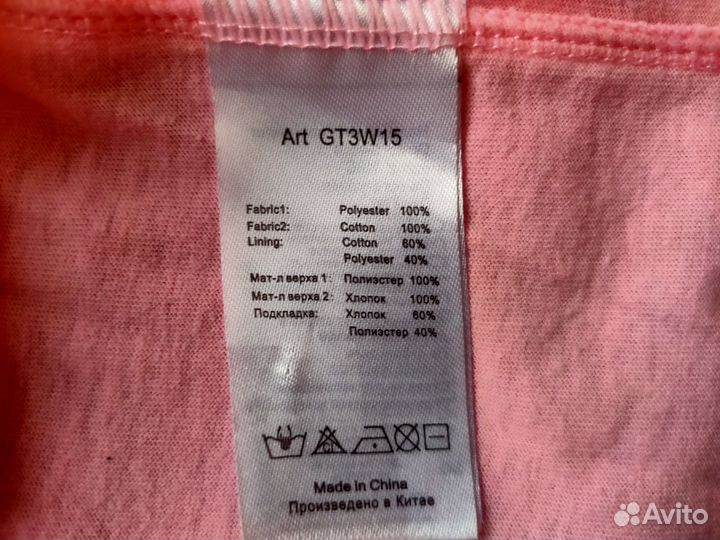 Art GT3W15
Fabric1: Polyester 100%
Fabric2: Cotton 100%
Lining: Cotton 60%
Polyester 40%
Мат-л верха 1: Полиэстер 100%
Мат-л верха 2: Хлопок 100%
Подкладка: Хлопок 60%
Полиэстер 40%
Cl
Made in China
Произведено в Китае
Avito